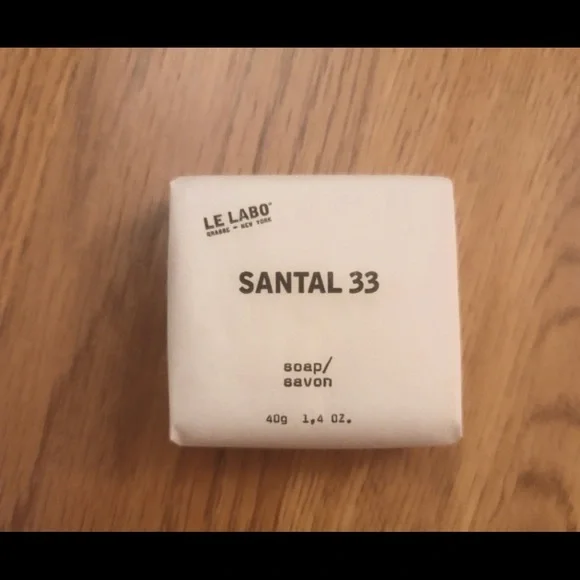 LE LABO
GRASSE — NEW YORK
SANTAL 33
soap/
savon
40g 1,4 OZ.